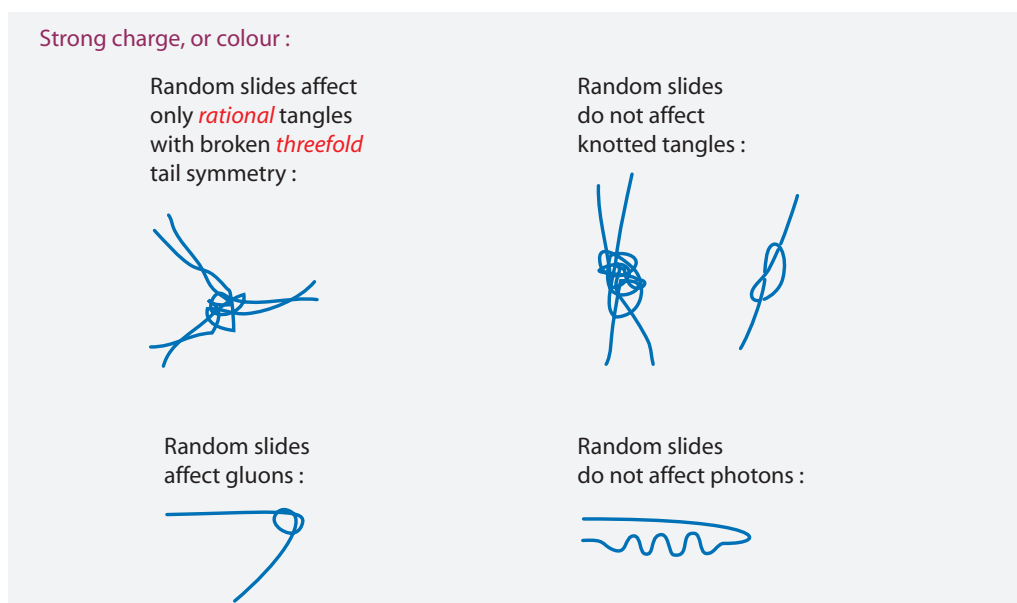 Strong charge, or colour :
Random slides affect
only rational tangles
with broken threefold
tail symmetry :
Random slides
do not affect
knotted tangles :
Random slides
affect gluons :
Random slides
do not affect photons :